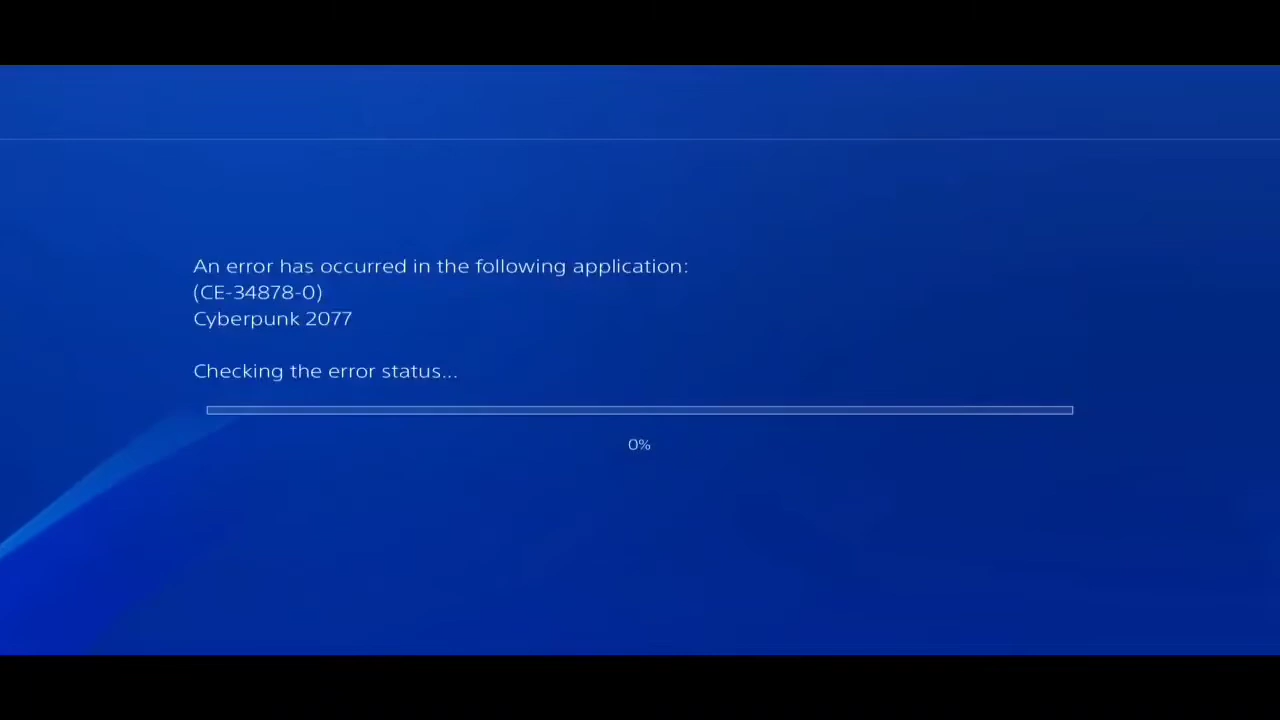 An error has occurred in the following application:
(CE-34878-0)
Cyberpunk 2077
Checking the error status...
0%